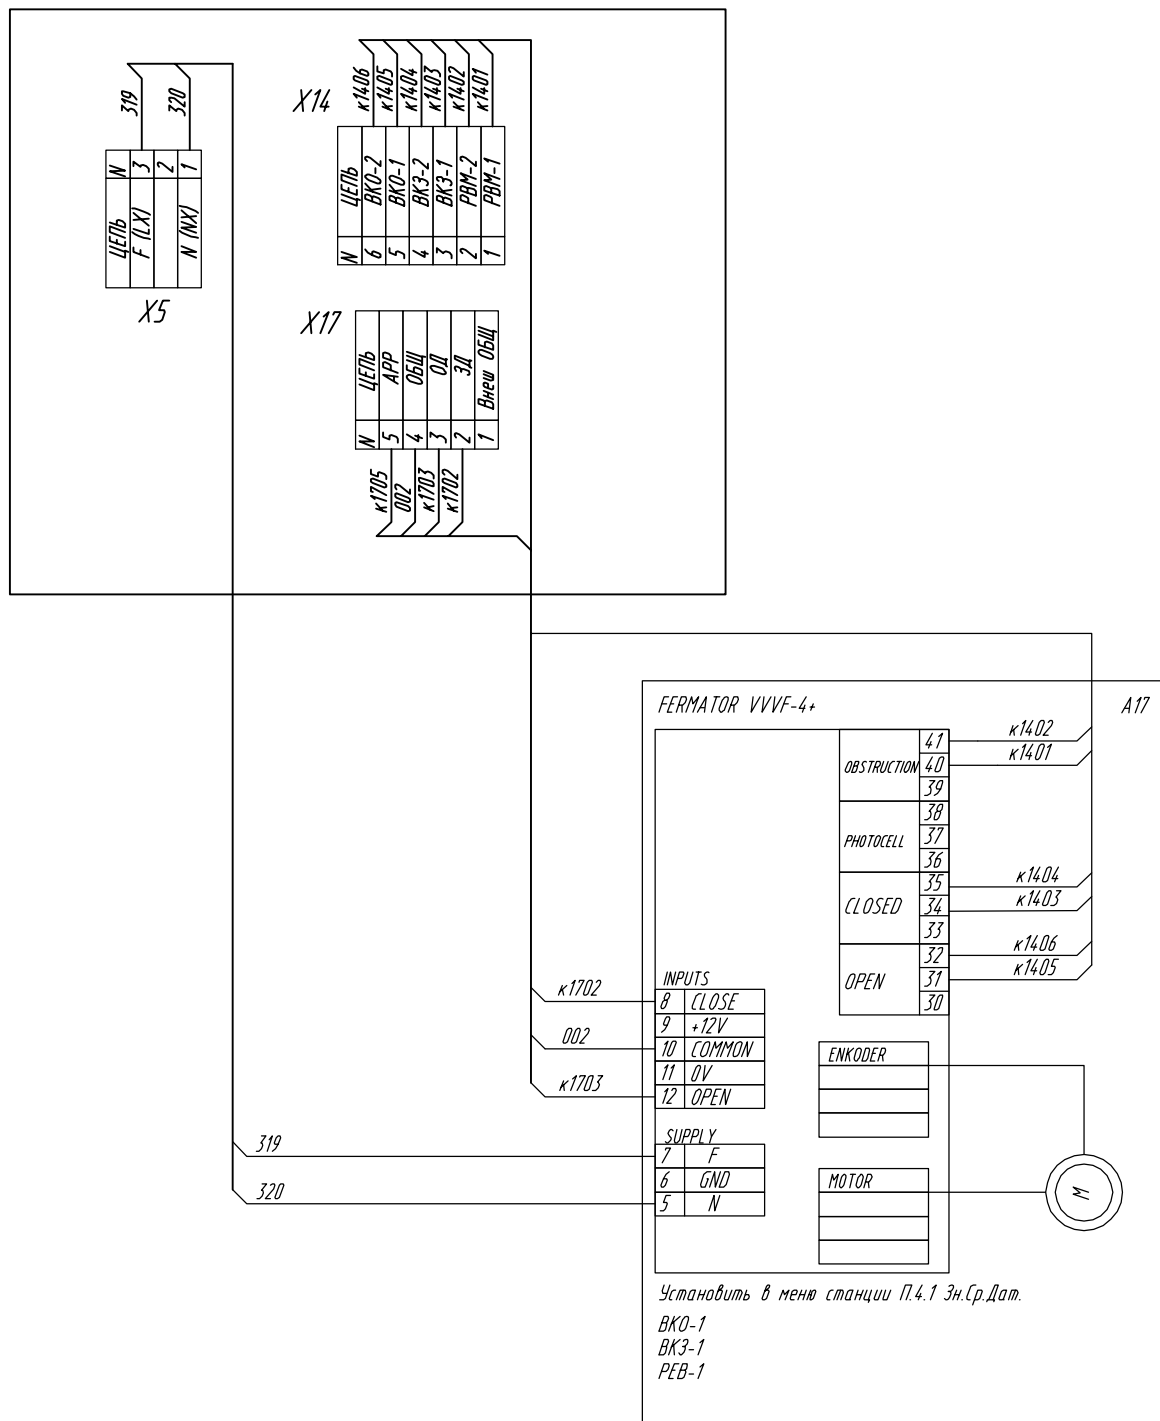 319
320
N
3
2
1
ЦЕПЬ
F (LX)
N (NX)
X5
X14
к1406
к1405
к1404
к1403
к1402
к1401
ЦЕПЬ
ВКО-2
ВКО-1
ВКЗ-2
ВКЗ-1
РВМ-2
РВМ-1
N
6
5
4
3
2
1
X17
ЦЕПЬ
АРР
ОБЩ
ОД
ЗД
Внеш ОБЩ
N
5
4
3
2
1
к1705
002
к1703
к1702
FERMATOR VVVF-4+
A17
OBSTRUCTION
41
к1402
40
к1401
39
PHOTOCELL
38
37
36
CLOSED
35
к1404
34
к1403
33
OPEN
32
к1406
31
к1405
30
INPUTS
к1702
8 CLOSE
9 +12V
002
10 COMMON
11 0V
к1703
12 OPEN
SUPPLY
319
7 F
6 GND
320
5 N
ENKODER
MOTOR
M
Установить в меню станции П.4.1 Зн.Ср.Дат.
ВКО-1
ВКЗ-1
РЕВ-1